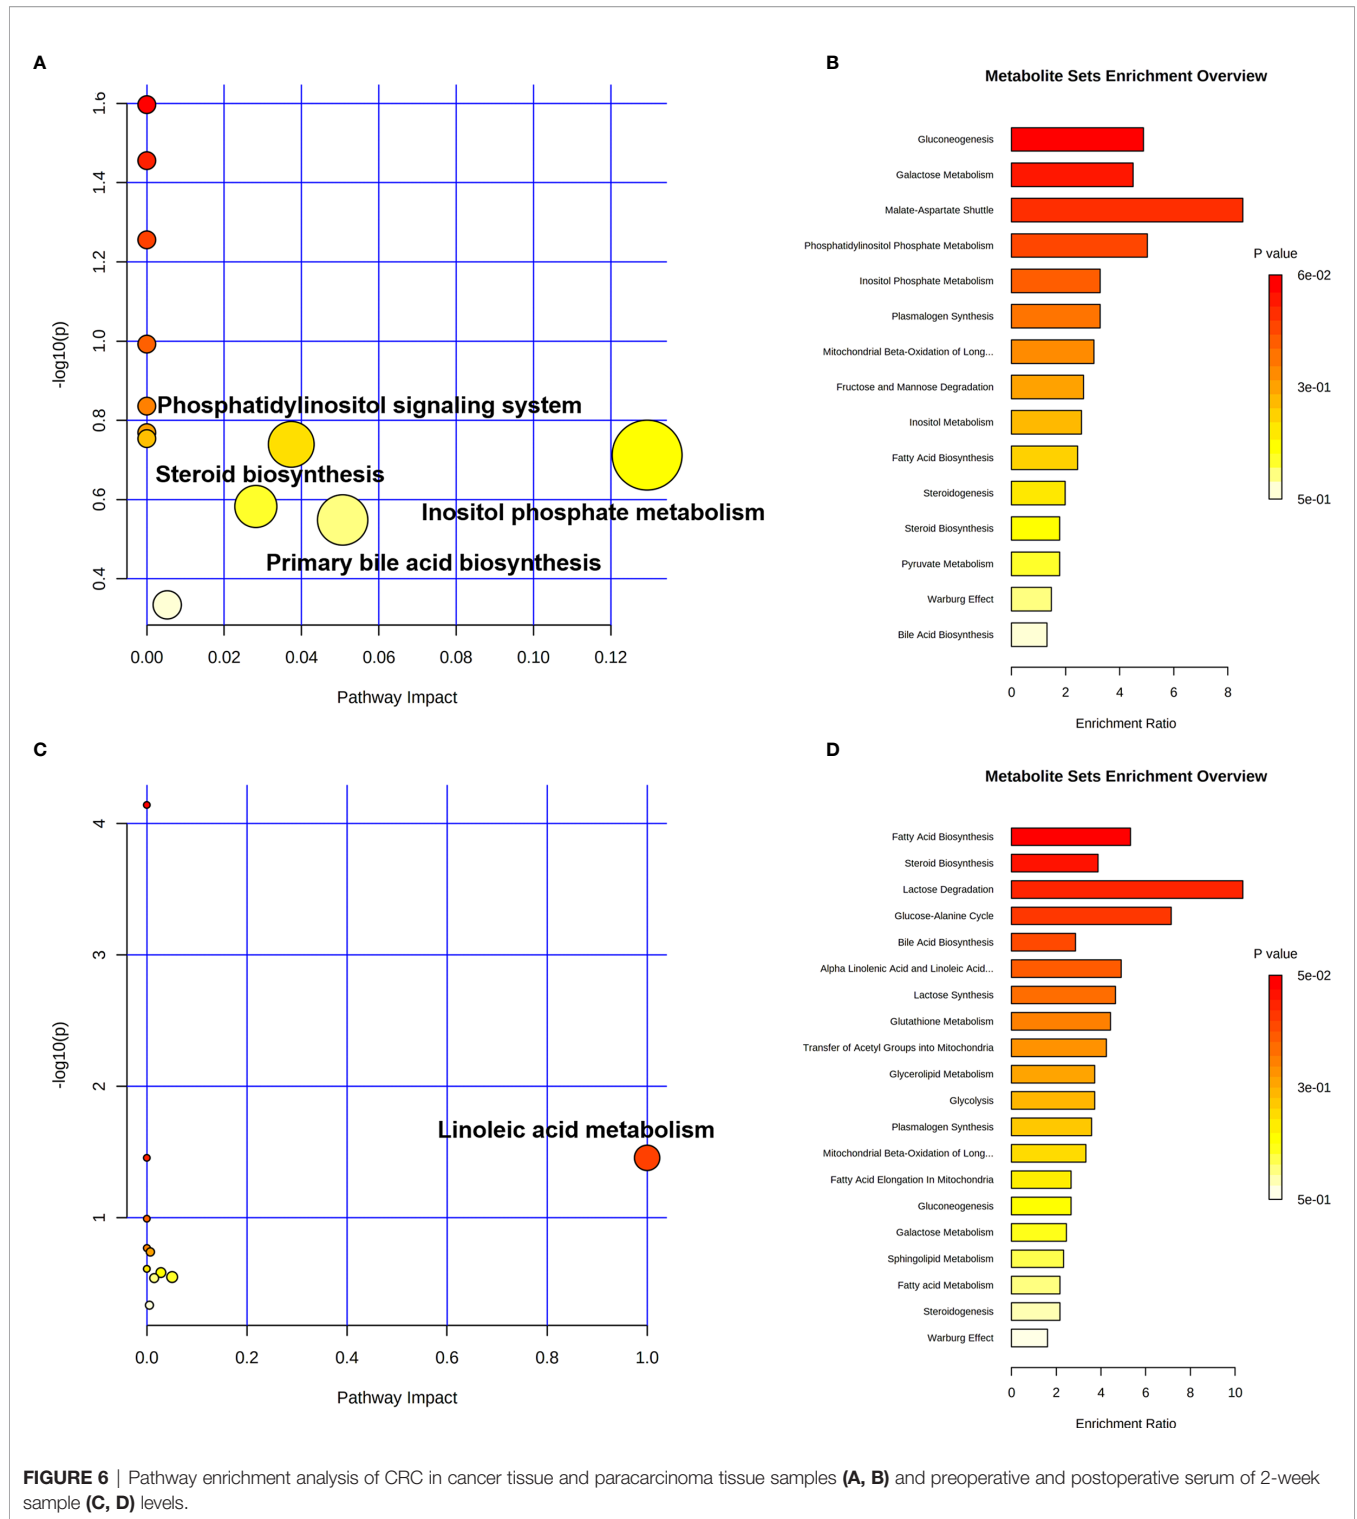 A
-log10(p)
1.6
1.4
1.2
1.0
0.8
0.6
0.4
Phosphatidylinositol signaling system
Steroid biosynthesis
Inositol phosphate metabolism
Primary bile acid biosynthesis
0.00 0.02 0.04 0.06 0.08 0.10 0.12
Pathway Impact
B
Metabolite Sets Enrichment Overview
Gluconeogenesis
Galactose Metabolism
Malate-Aspartate Shuttle
Phosphatidylinositol Phosphate Metabolism
Inositol Phosphate Metabolism
Plasmalogen Synthesis
Mitochondrial Beta-Oxidation of Long...
Fructose and Mannose Degradation
Inositol Metabolism
Fatty Acid Biosynthesis
Steroidogenesis
Steroid Biosynthesis
Pyruvate Metabolism
Warburg Effect
Bile Acid Biosynthesis
0 2 4 6 8
Enrichment Ratio
P value
6e-02
3e-01
5e-01
C
-log10(p)
4
3
2
1
Linoleic acid metabolism
0.0 0.2 0.4 0.6 0.8 1.0
Pathway Impact
D
Metabolite Sets Enrichment Overview
Fatty Acid Biosynthesis
Steroid Biosynthesis
Lactose Degradation
Glucose-Alanine Cycle
Bile Acid Biosynthesis
Alpha Linolenic Acid and Linoleic Acid...
Lactose Synthesis
Glutathione Metabolism
Transfer of Acetyl Groups into Mitochondria
Glycerolipid Metabolism
Glycolysis
Plasmalogen Synthesis
Mitochondrial Beta-Oxidation of Long...
Fatty Acid Elongation In Mitochondria
Gluconeogenesis
Galactose Metabolism
Sphingolipid Metabolism
Fatty acid Metabolism
Steroidogenesis
Warburg Effect
0 2 4 6 8 10
Enrichment Ratio
P value
5e-02
3e-01
5e-01
FIGURE 6 | Pathway enrichment analysis of CRC in cancer tissue and paracarcinoma tissue samples (A, B) and preoperative and postoperative serum of 2-week
sample (C, D) levels.